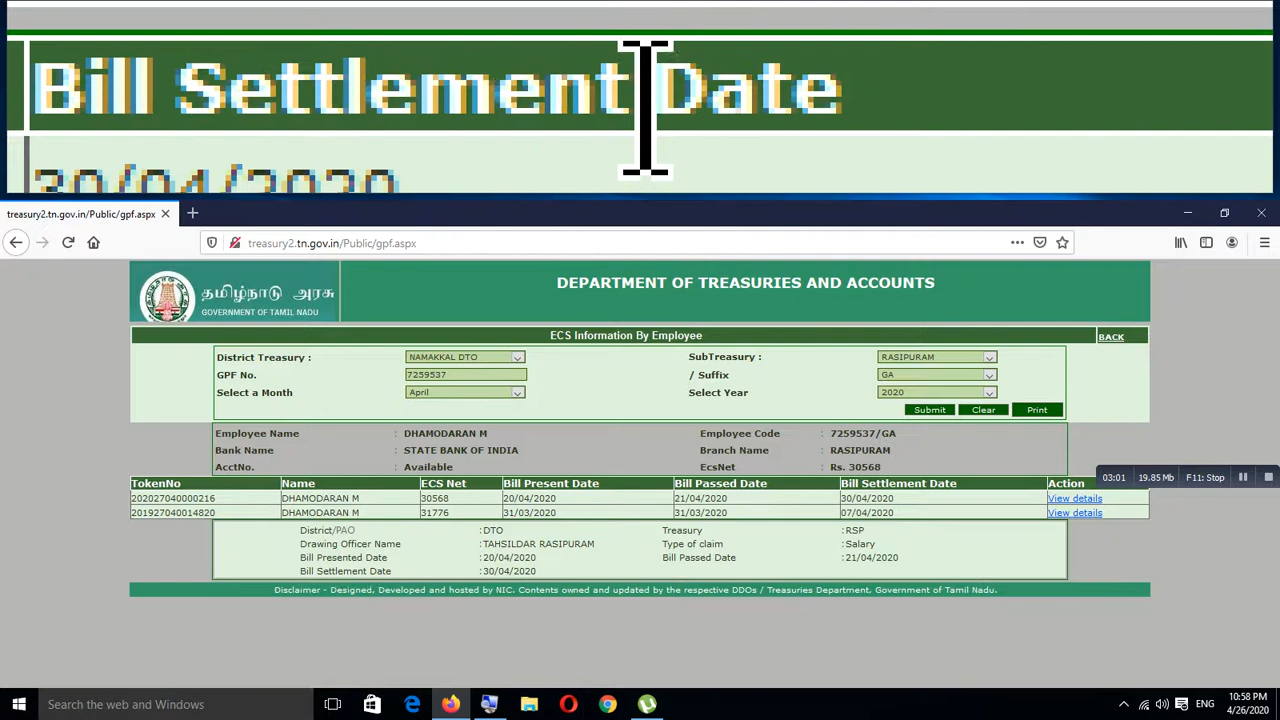 Bill Settlement Date
30/04/2020
treasury2.tn.gov.in/Public/gpf.aspx
treasury2.tn.gov.in/Public/gpf.aspx
தமிழ்நாடு அரசு
GOVERNMENT OF TAMIL NADU
DEPARTMENT OF TREASURIES AND ACCOUNTS
ECS Information By Employee
BACK
District Treasury : NAMAKKAL DTO SubTreasury : RASIPURAM
GPF No. 7259537 / Suffix GA
Select a Month April Select Year 2020
Submit Clear Print
Employee Name : DHAMODARAN M Employee Code : 7259537/GA
Bank Name : STATE BANK OF INDIA Branch Name : RASIPURAM
AcctNo. : Available EcsNet : Rs. 30568
03:01 19.85 Mb F11: Stop
TokenNo Name ECS Net Bill Present Date Bill Passed Date Bill Settlement Date Action
202027040000216 DHAMODARAN M 30568 20/04/2020 21/04/2020 30/04/2020 View details
201927040014820 DHAMODARAN M 31776 31/03/2020 31/03/2020 07/04/2020 View details
District/PAO :DTO Treasury :RSP
Drawing Officer Name :TAHSILDAR RASIPURAM Type of claim :Salary
Bill Presented Date :20/04/2020 Bill Passed Date :21/04/2020
Bill Settlement Date :30/04/2020
Disclaimer - Designed, Developed and hosted by NIC. Contents owned and updated by the respective DDOs / Treasuries Department, Government of Tamil Nadu.
Search the web and Windows
ENG
10:58 PM
4/26/2020